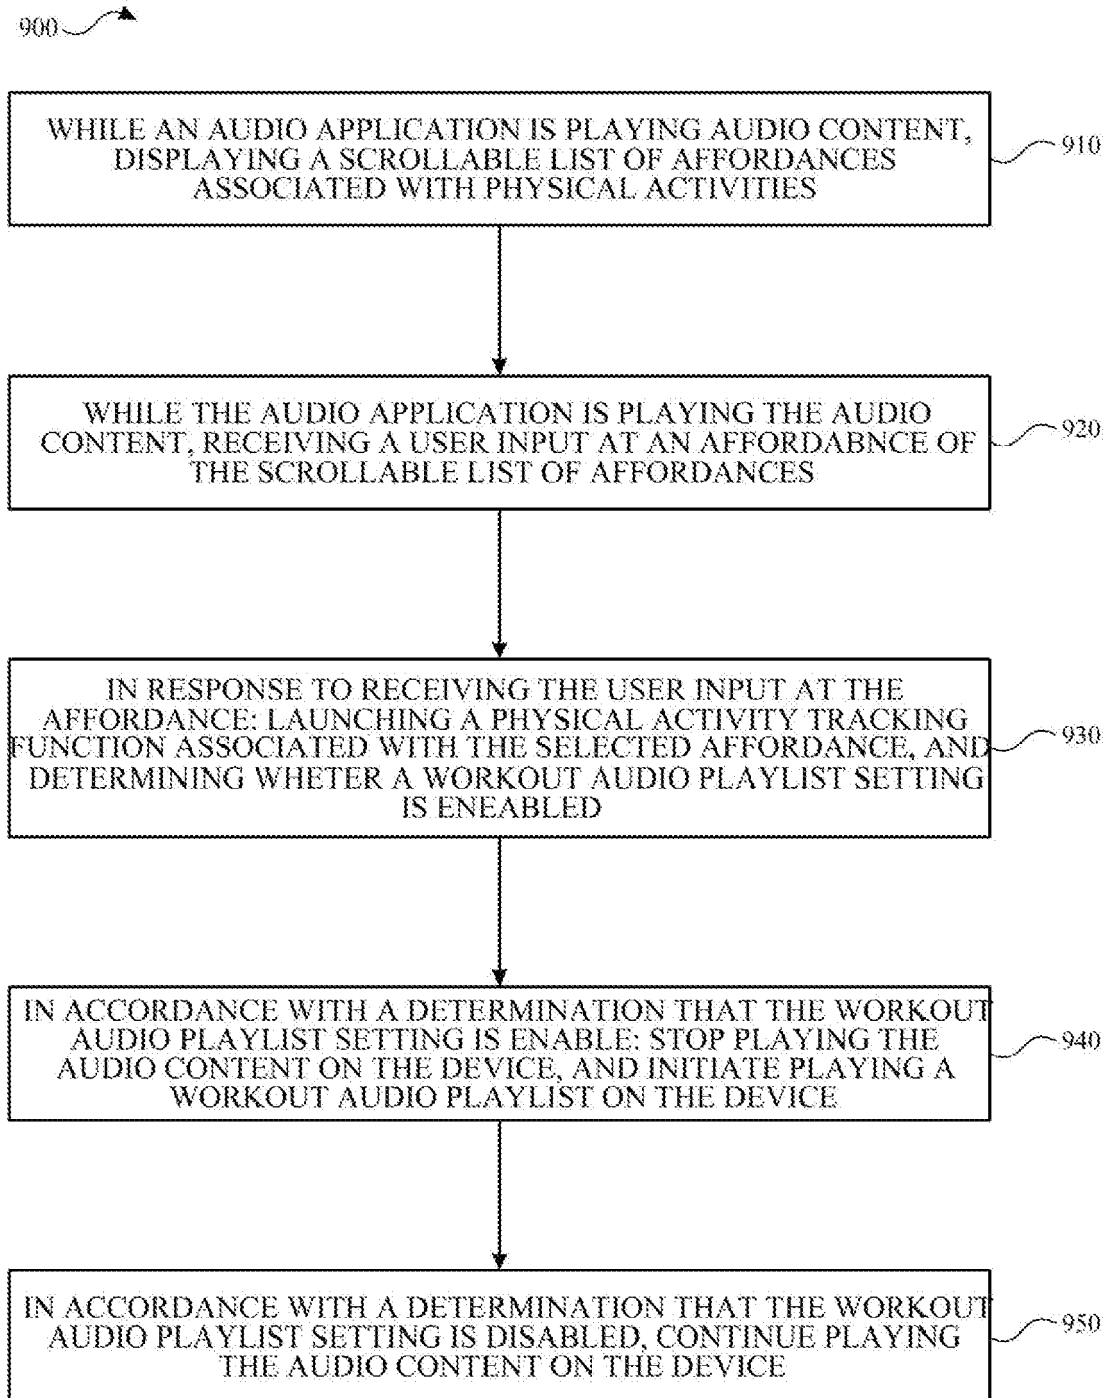 900
WHILE AN AUDIO APPLICATION IS PLAYING AUDIO CONTENT,
DISPLAYING A SCROLLABLE LIST OF AFFORDANCES
ASSOCIATED WITH PHYSICAL ACTIVITIES
910
WHILE THE AUDIO APPLICATION IS PLAYING THE AUDIO
CONTENT, RECEIVING A USER INPUT AT AN AFFORDABNCE OF
THE SCROLLABLE LIST OF AFFORDANCES
920
IN RESPONSE TO RECEIVING THE USER INPUT AT THE
AFFORDANCE: LAUNCHING A PHYSICAL ACTIVITY TRACKING
FUNCTION ASSOCIATED WITH THE SELECTED AFFORDANCE, AND
DETERMINING WHETER A WORKOUT AUDIO PLAYLIST SETTING
IS ENEABLED
930
IN ACCORDANCE WITH A DETERMINATION THAT THE WORKOUT
AUDIO PLAYLIST SETTING IS ENABLE: STOP PLAYING THE
AUDIO CONTENT ON THE DEVICE, AND INITIATE PLAYING A
WORKOUT AUDIO PLAYLIST ON THE DEVICE
940
IN ACCORDANCE WITH A DETERMINATION THAT THE WORKOUT
AUDIO PLAYLIST SETTING IS DISABLED, CONTINUE PLAYING
THE AUDIO CONTENT ON THE DEVICE
950